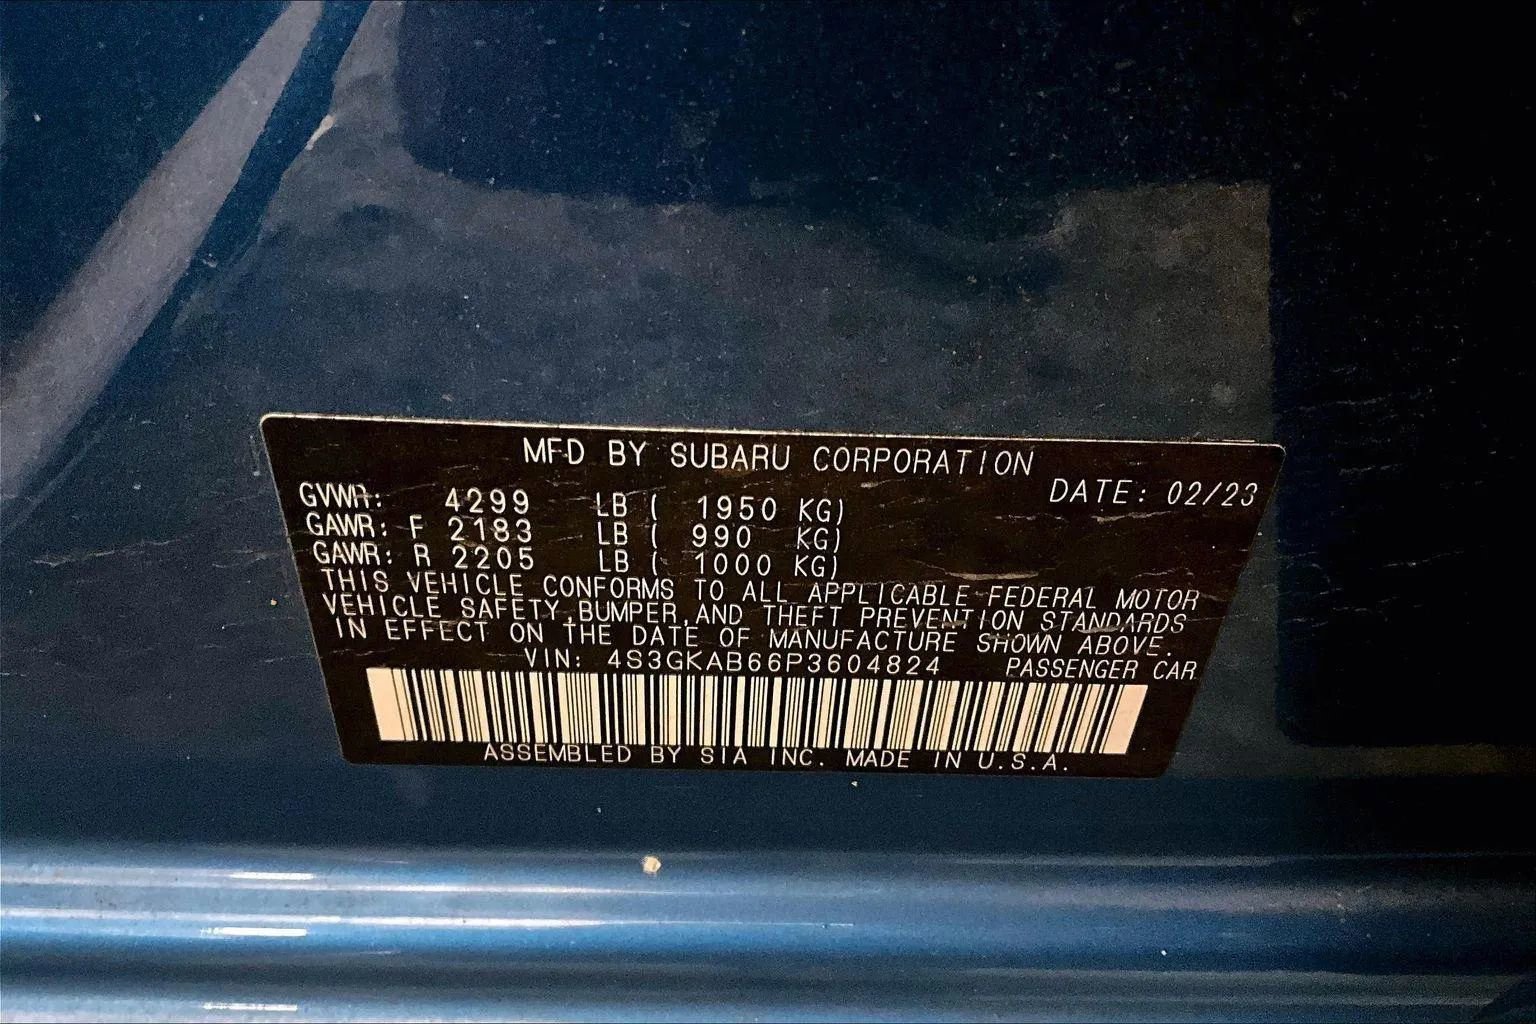 MFD BY SUBARU CORPORATION
DATE: 02/23
GVWR: 4299 LB ( 1950 KG)
GAWR: F 2183 LB ( 990 KG)
GAWR: R 2205 LB ( 1000 KG)
THIS VEHICLE CONFORMS TO ALL APPLICABLE FEDERAL MOTOR
VEHICLE SAFETY,BUMPER,AND THEFT PREVENTION STANDARDS
IN EFFECT ON THE DATE OF MANUFACTURE SHOWN ABOVE.
VIN: 4S3GKAB66P3604824 PASSENGER CAR
ASSEMBLED BY SIA INC. MADE IN U.S.A.